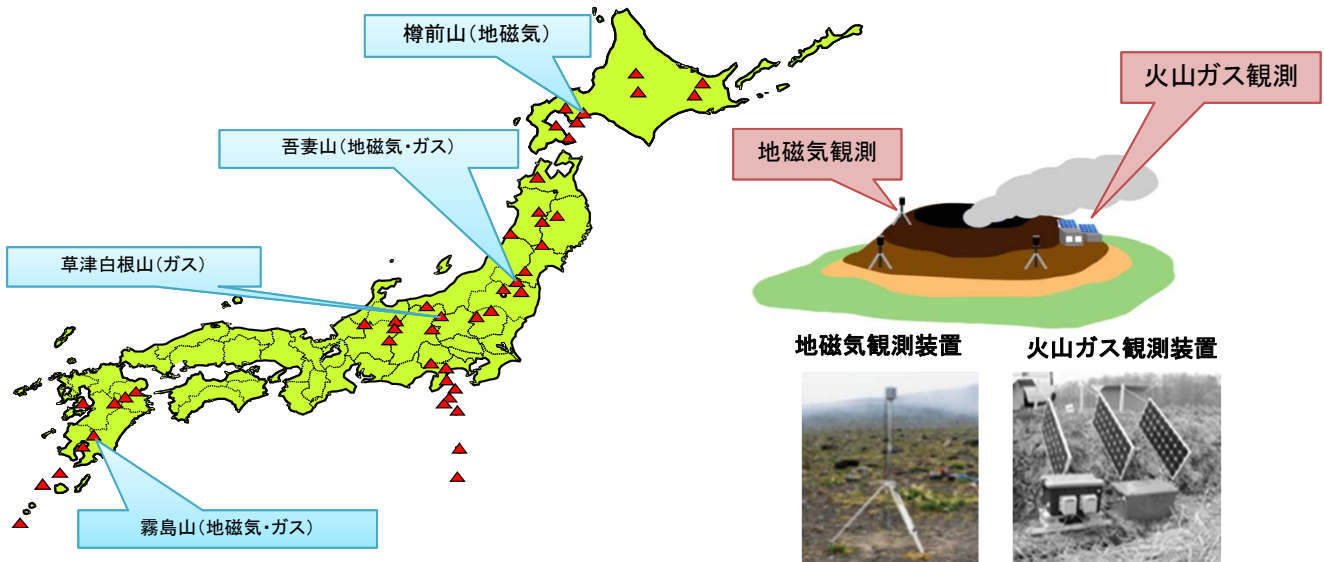 樽前山(地磁気)
火山ガス観測
吾妻山(地磁気・ガス)
地磁気観測
草津白根山(ガス)
地磁気観測装置
火山ガス観測装置
霧島山(地磁気・ガス)